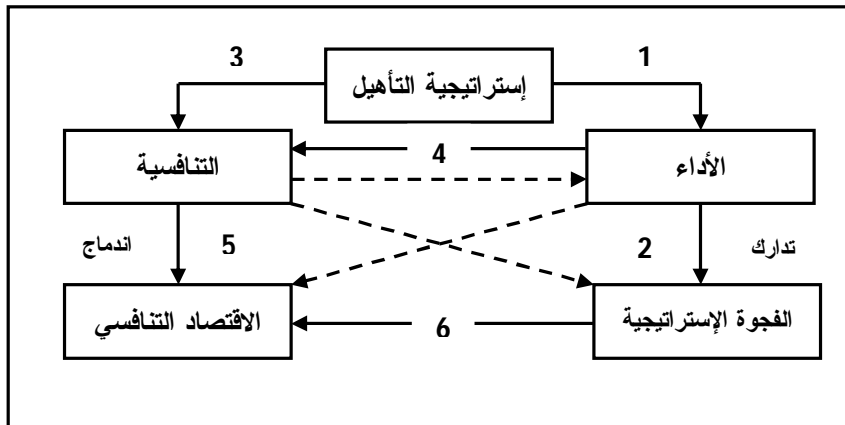 1
3
إستراتيجية التأهيل
الأداء
4
التنافسية
تدارك
2
5
اندماج
الفجوة الإستراتيجية
6
الاقتصاد التنافسي